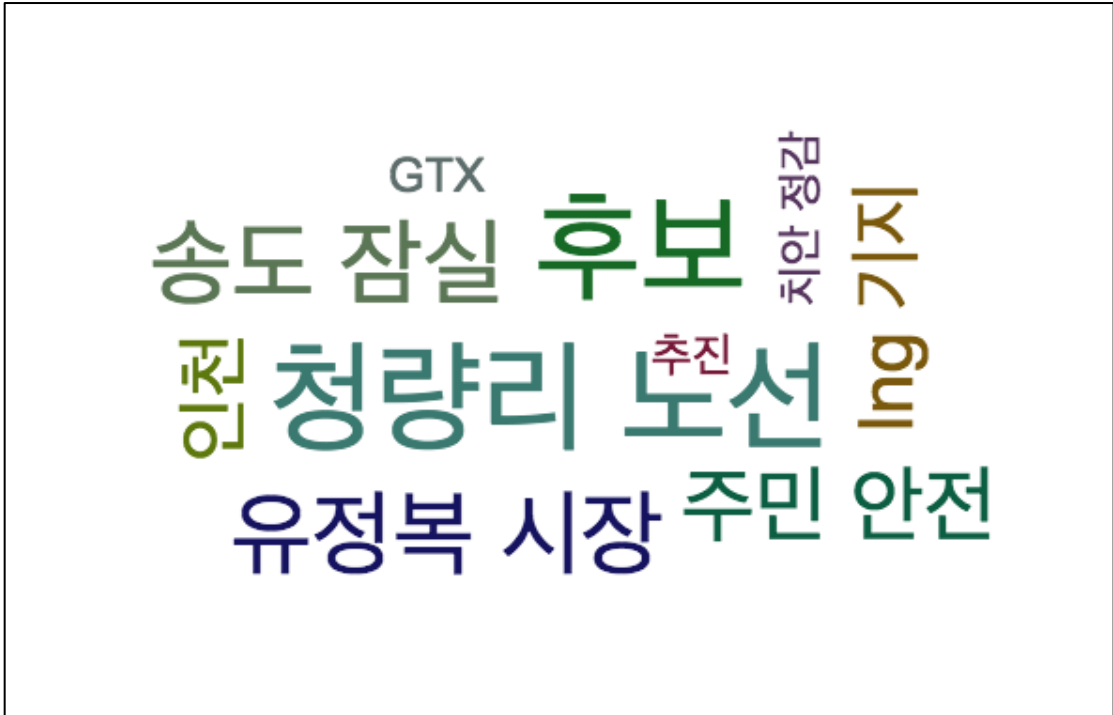 GTX
송도 잠실
후보
치안 정감
lng 기지
인천
청량리 노선
추진
유정복 시장
주민 안전